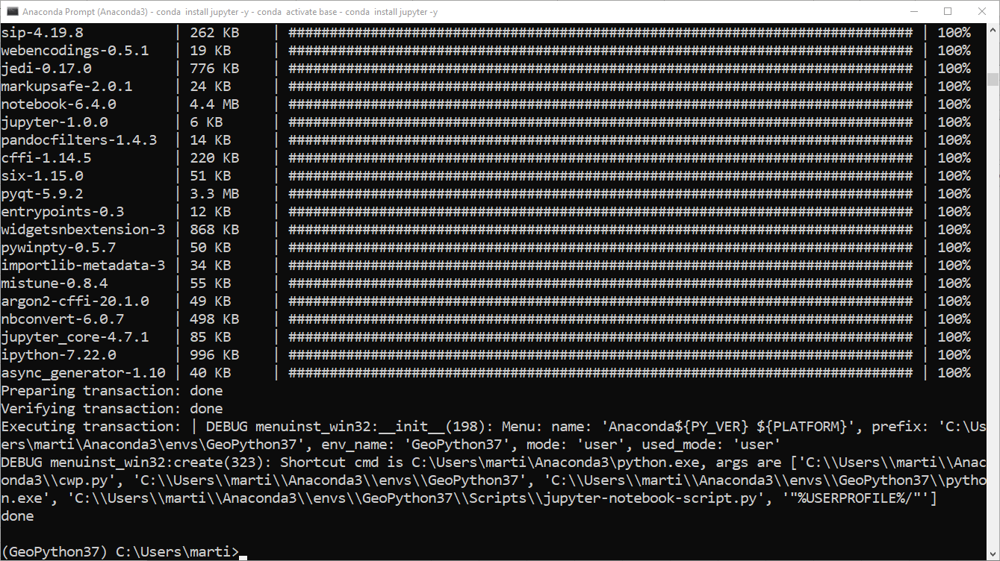 Anaconda Prompt (Anaconda3) - conda  install jupyter -y - conda  activate base - conda  install jupyter -y
sip-4.19.8           | 262 KB    | ############################################################################ | 100%
webencodings-0.5.1   | 19 KB     | ############################################################################ | 100%
jedi-0.17.0          | 776 KB    | ############################################################################ | 100%
markupsafe-2.0.1     | 24 KB     | ############################################################################ | 100%
notebook-6.4.0       | 4.4 MB    | ############################################################################ | 100%
jupyter-1.0.0        | 6 KB      | ############################################################################ | 100%
pandocfilters-1.4.3  | 14 KB     | ############################################################################ | 100%
cffi-1.14.5          | 220 KB    | ############################################################################ | 100%
six-1.15.0           | 51 KB     | ############################################################################ | 100%
pyqt-5.9.2           | 3.3 MB    | ############################################################################ | 100%
entrypoints-0.3      | 12 KB     | ############################################################################ | 100%
widgetsnbextension-3 | 868 KB    | ############################################################################ | 100%
pywinpty-0.5.7       | 50 KB     | ############################################################################ | 100%
importlib-metadata-3 | 34 KB     | ############################################################################ | 100%
mistune-0.8.4        | 55 KB     | ############################################################################ | 100%
argon2-cffi-20.1.0   | 49 KB     | ############################################################################ | 100%
nbconvert-6.0.7      | 498 KB    | ############################################################################ | 100%
jupyter_core-4.7.1   | 85 KB     | ############################################################################ | 100%
ipython-7.22.0       | 996 KB    | ############################################################################ | 100%
async_generator-1.10 | 40 KB     | ############################################################################ | 100%
Preparing transaction: done
Verifying transaction: done
Executing transaction: | DEBUG menuinst_win32:__init__(198): Menu: name: 'Anaconda${PY_VER} ${PLATFORM}', prefix: 'C:\Us
ers\marti\Anaconda3\envs\GeoPython37', env_name: 'GeoPython37', mode: 'user', used_mode: 'user'
DEBUG menuinst_win32:create(323): Shortcut cmd is C:\Users\marti\Anaconda3\python.exe, args are ['C:\\Users\\marti\\Anac
onda3\\cwp.py', 'C:\\Users\\marti\\Anaconda3\\envs\\GeoPython37', 'C:\\Users\\marti\\Anaconda3\\envs\\GeoPython37\\pytho
n.exe', 'C:\\Users\\marti\\Anaconda3\\envs\\GeoPython37\\Scripts\\jupyter-notebook-script.py', '"%USERPROFILE%/"']
done
(GeoPython37) C:\Users\marti>